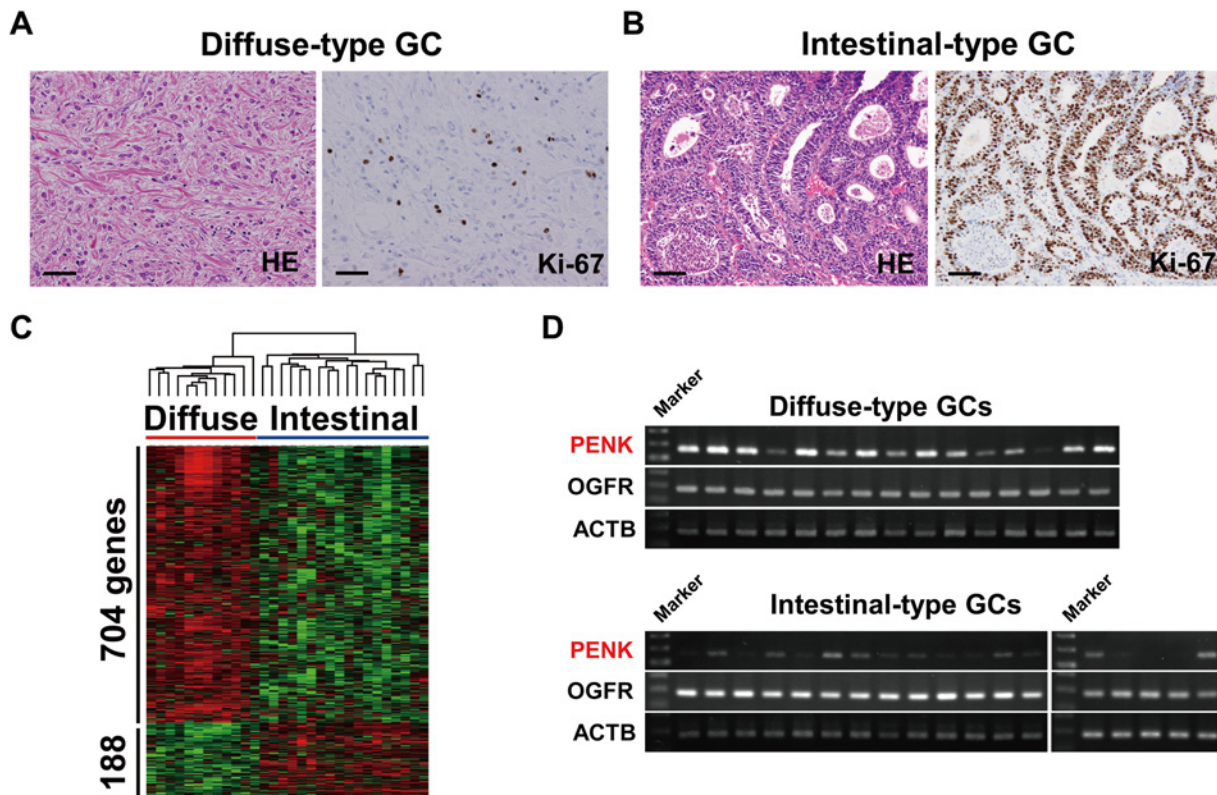 A
Diffuse-type GC
HE
Ki-67
B
Intestinal-type GC
HE
Ki-67
C
Diffuse Intestinal
704 genes
188
D
Marker
Diffuse-type GCs
PENK
OGFR
ACTB
Marker
Intestinal-type GCs
Marker
PENK
OGFR
ACTB